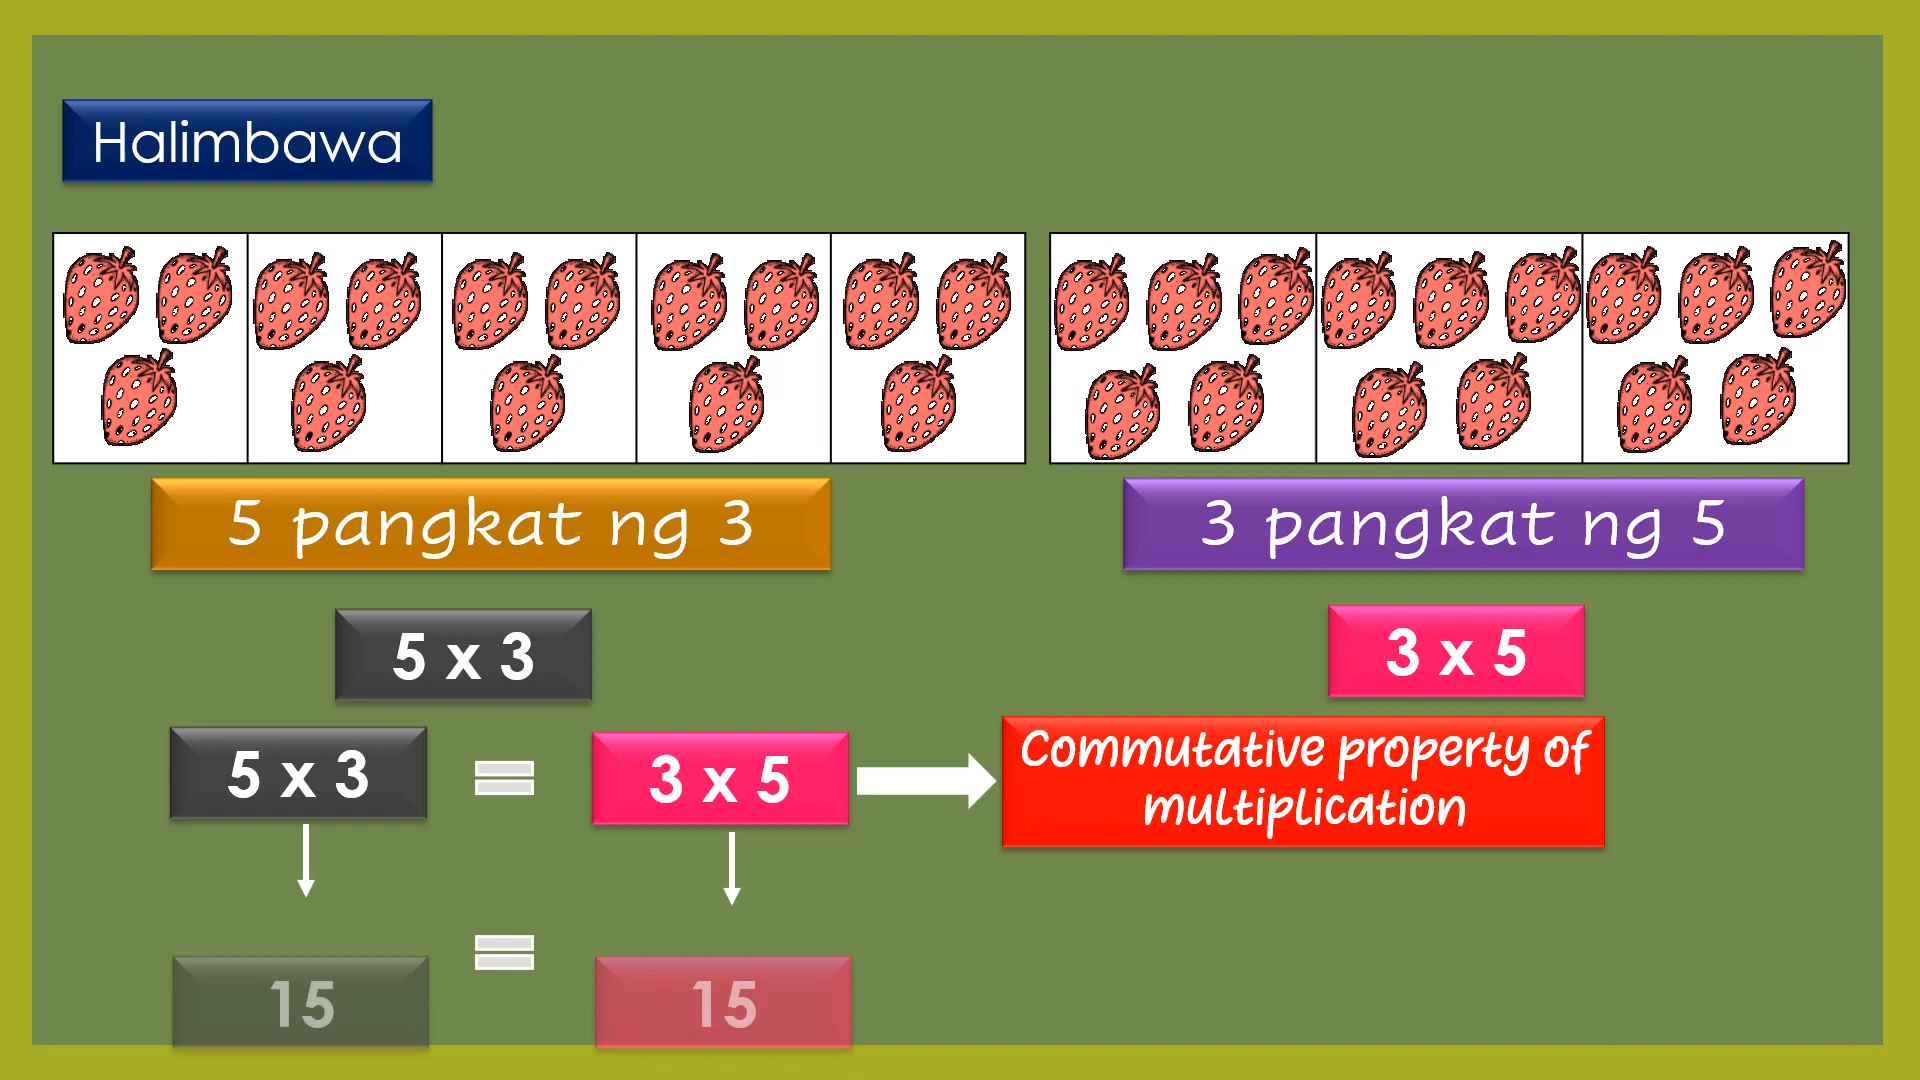 Halimbawa
5 pangkat ng 3
3 pangkat ng 5
5 x 3
3 x 5
5 x 3 = 3 x 5
Commutative property of
multiplication
15 = 15